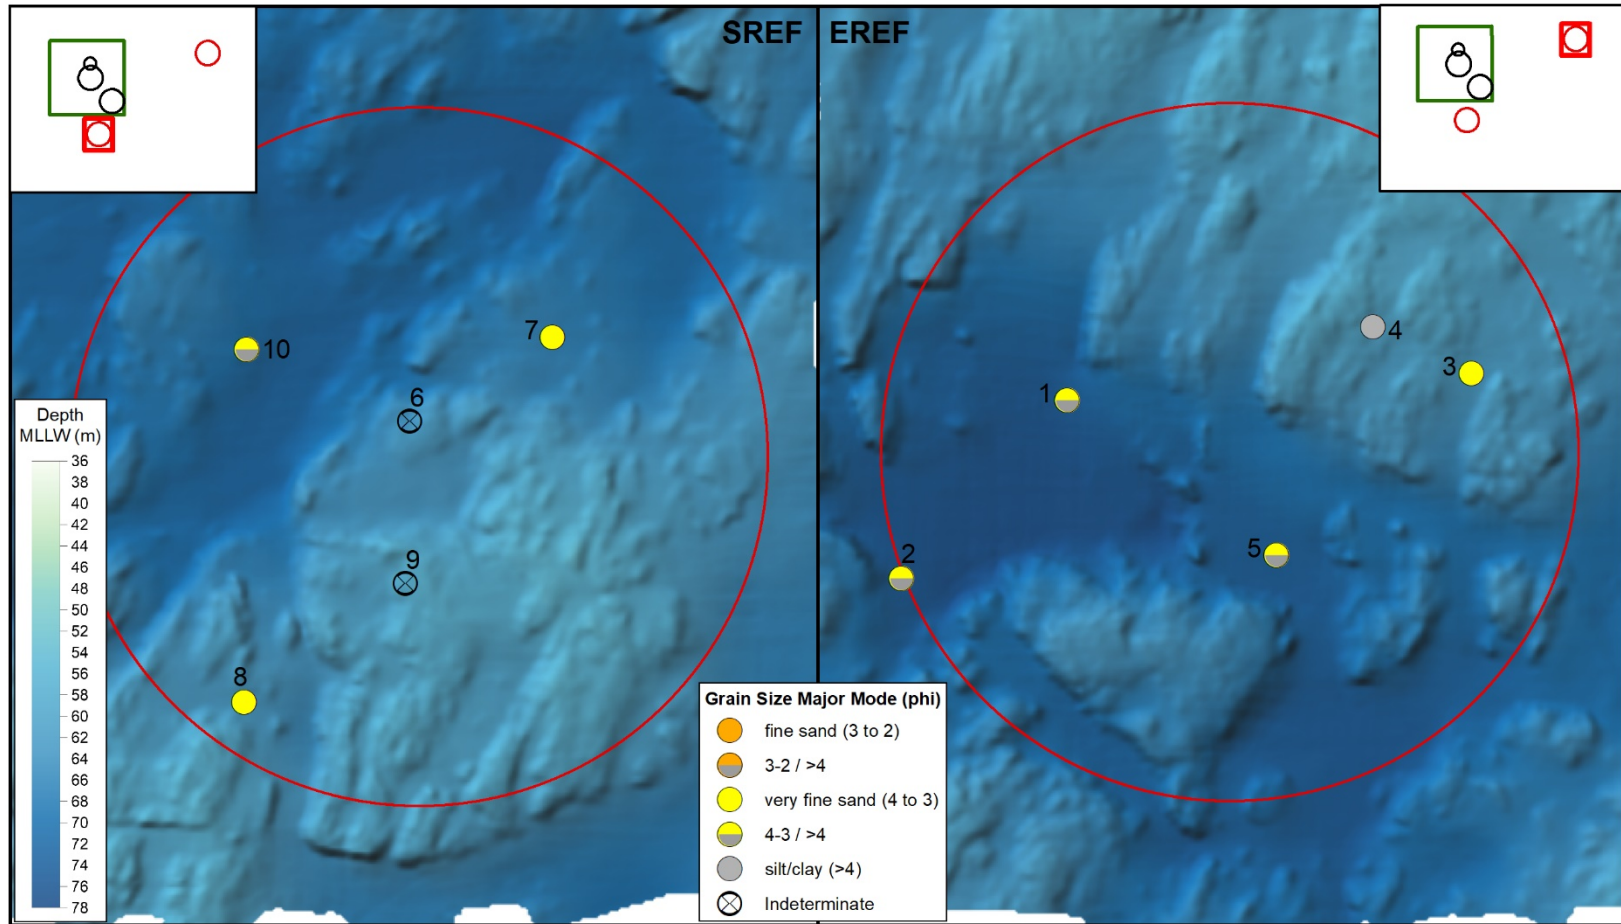 SREF
EREF
10
7
6
9
8
4
3
1
2
5
Depth
MLLW (m)
36
38
40
42
44
46
48
50
52
54
56
58
60
62
64
66
68
70
72
74
76
78
Grain Size Major Mode (phi)
fine sand (3 to 2)
3-2 / >4
very fine sand (4 to 3)
4-3 / >4
silt/clay (>4)
Indeterminate